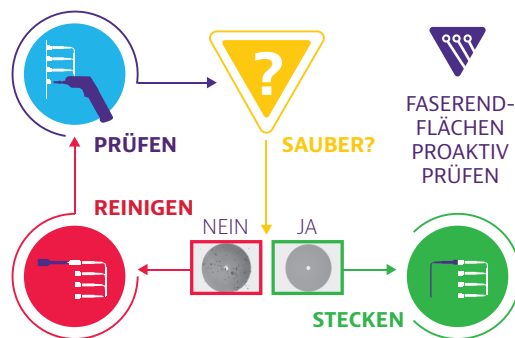 ?
FASEREND-
FLÄCHEN
PROAKTIV
PRÜFEN
PRÜFEN
SAUBER?
REINIGEN
NEIN
JA
STECKEN